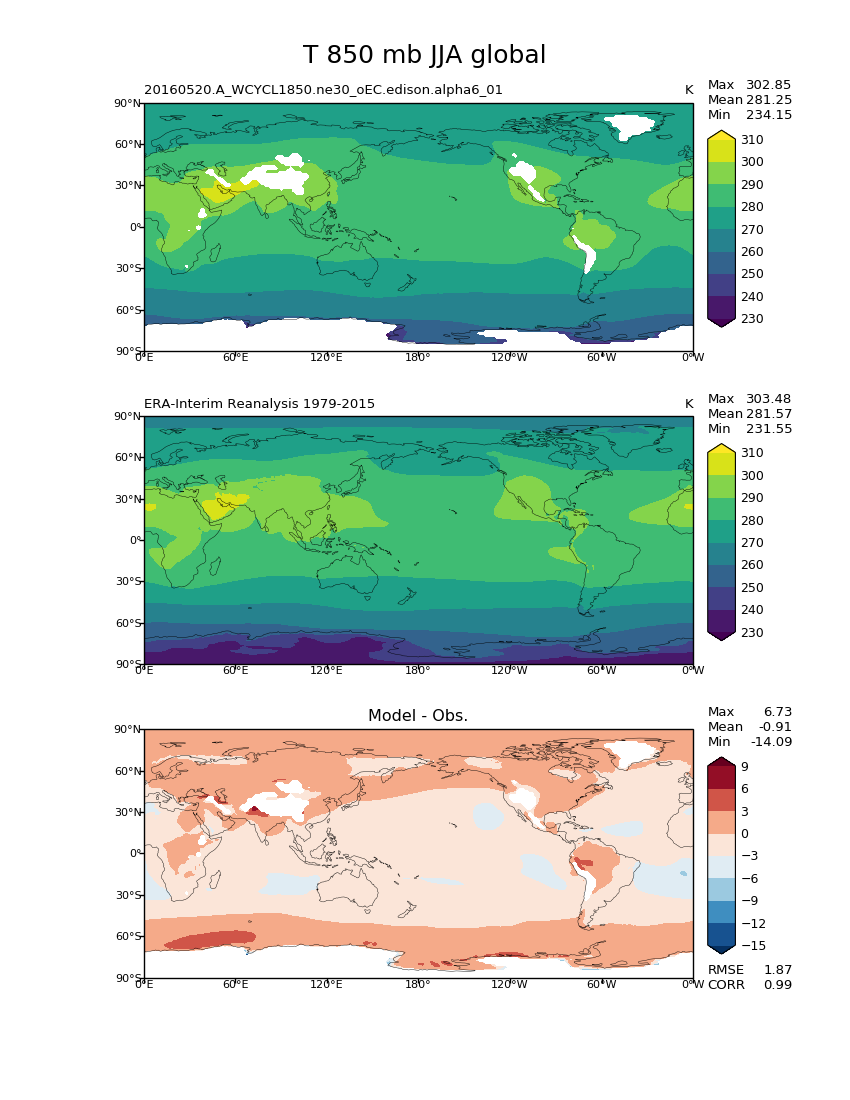 T 850 mb JJA global
20160520.A_WCYCL1850.ne30_oEC.edison.alpha6_01 K
Max 302.85
Mean 281.25
Min 234.15
90°N
60°N
30°N
0°
30°S
60°S
90°S
0°E 60°E 120°E 180° 120°W 60°W 0°W
310
300
290
280
270
260
250
240
230
ERA-Interim Reanalysis 1979-2015 K
Max 303.48
Mean 281.57
Min 231.55
90°N
60°N
30°N
0°
30°S
60°S
90°S
0°E 60°E 120°E 180° 120°W 60°W 0°W
310
300
290
280
270
260
250
240
230
Model - Obs.
Max 6.73
Mean -0.91
Min -14.09
90°N
60°N
30°N
0°
30°S
60°S
90°S
0°E 60°E 120°E 180° 120°W 60°W 0°W
9
6
3
0
−3
−6
−9
−12
−15
RMSE 1.87
CORR 0.99